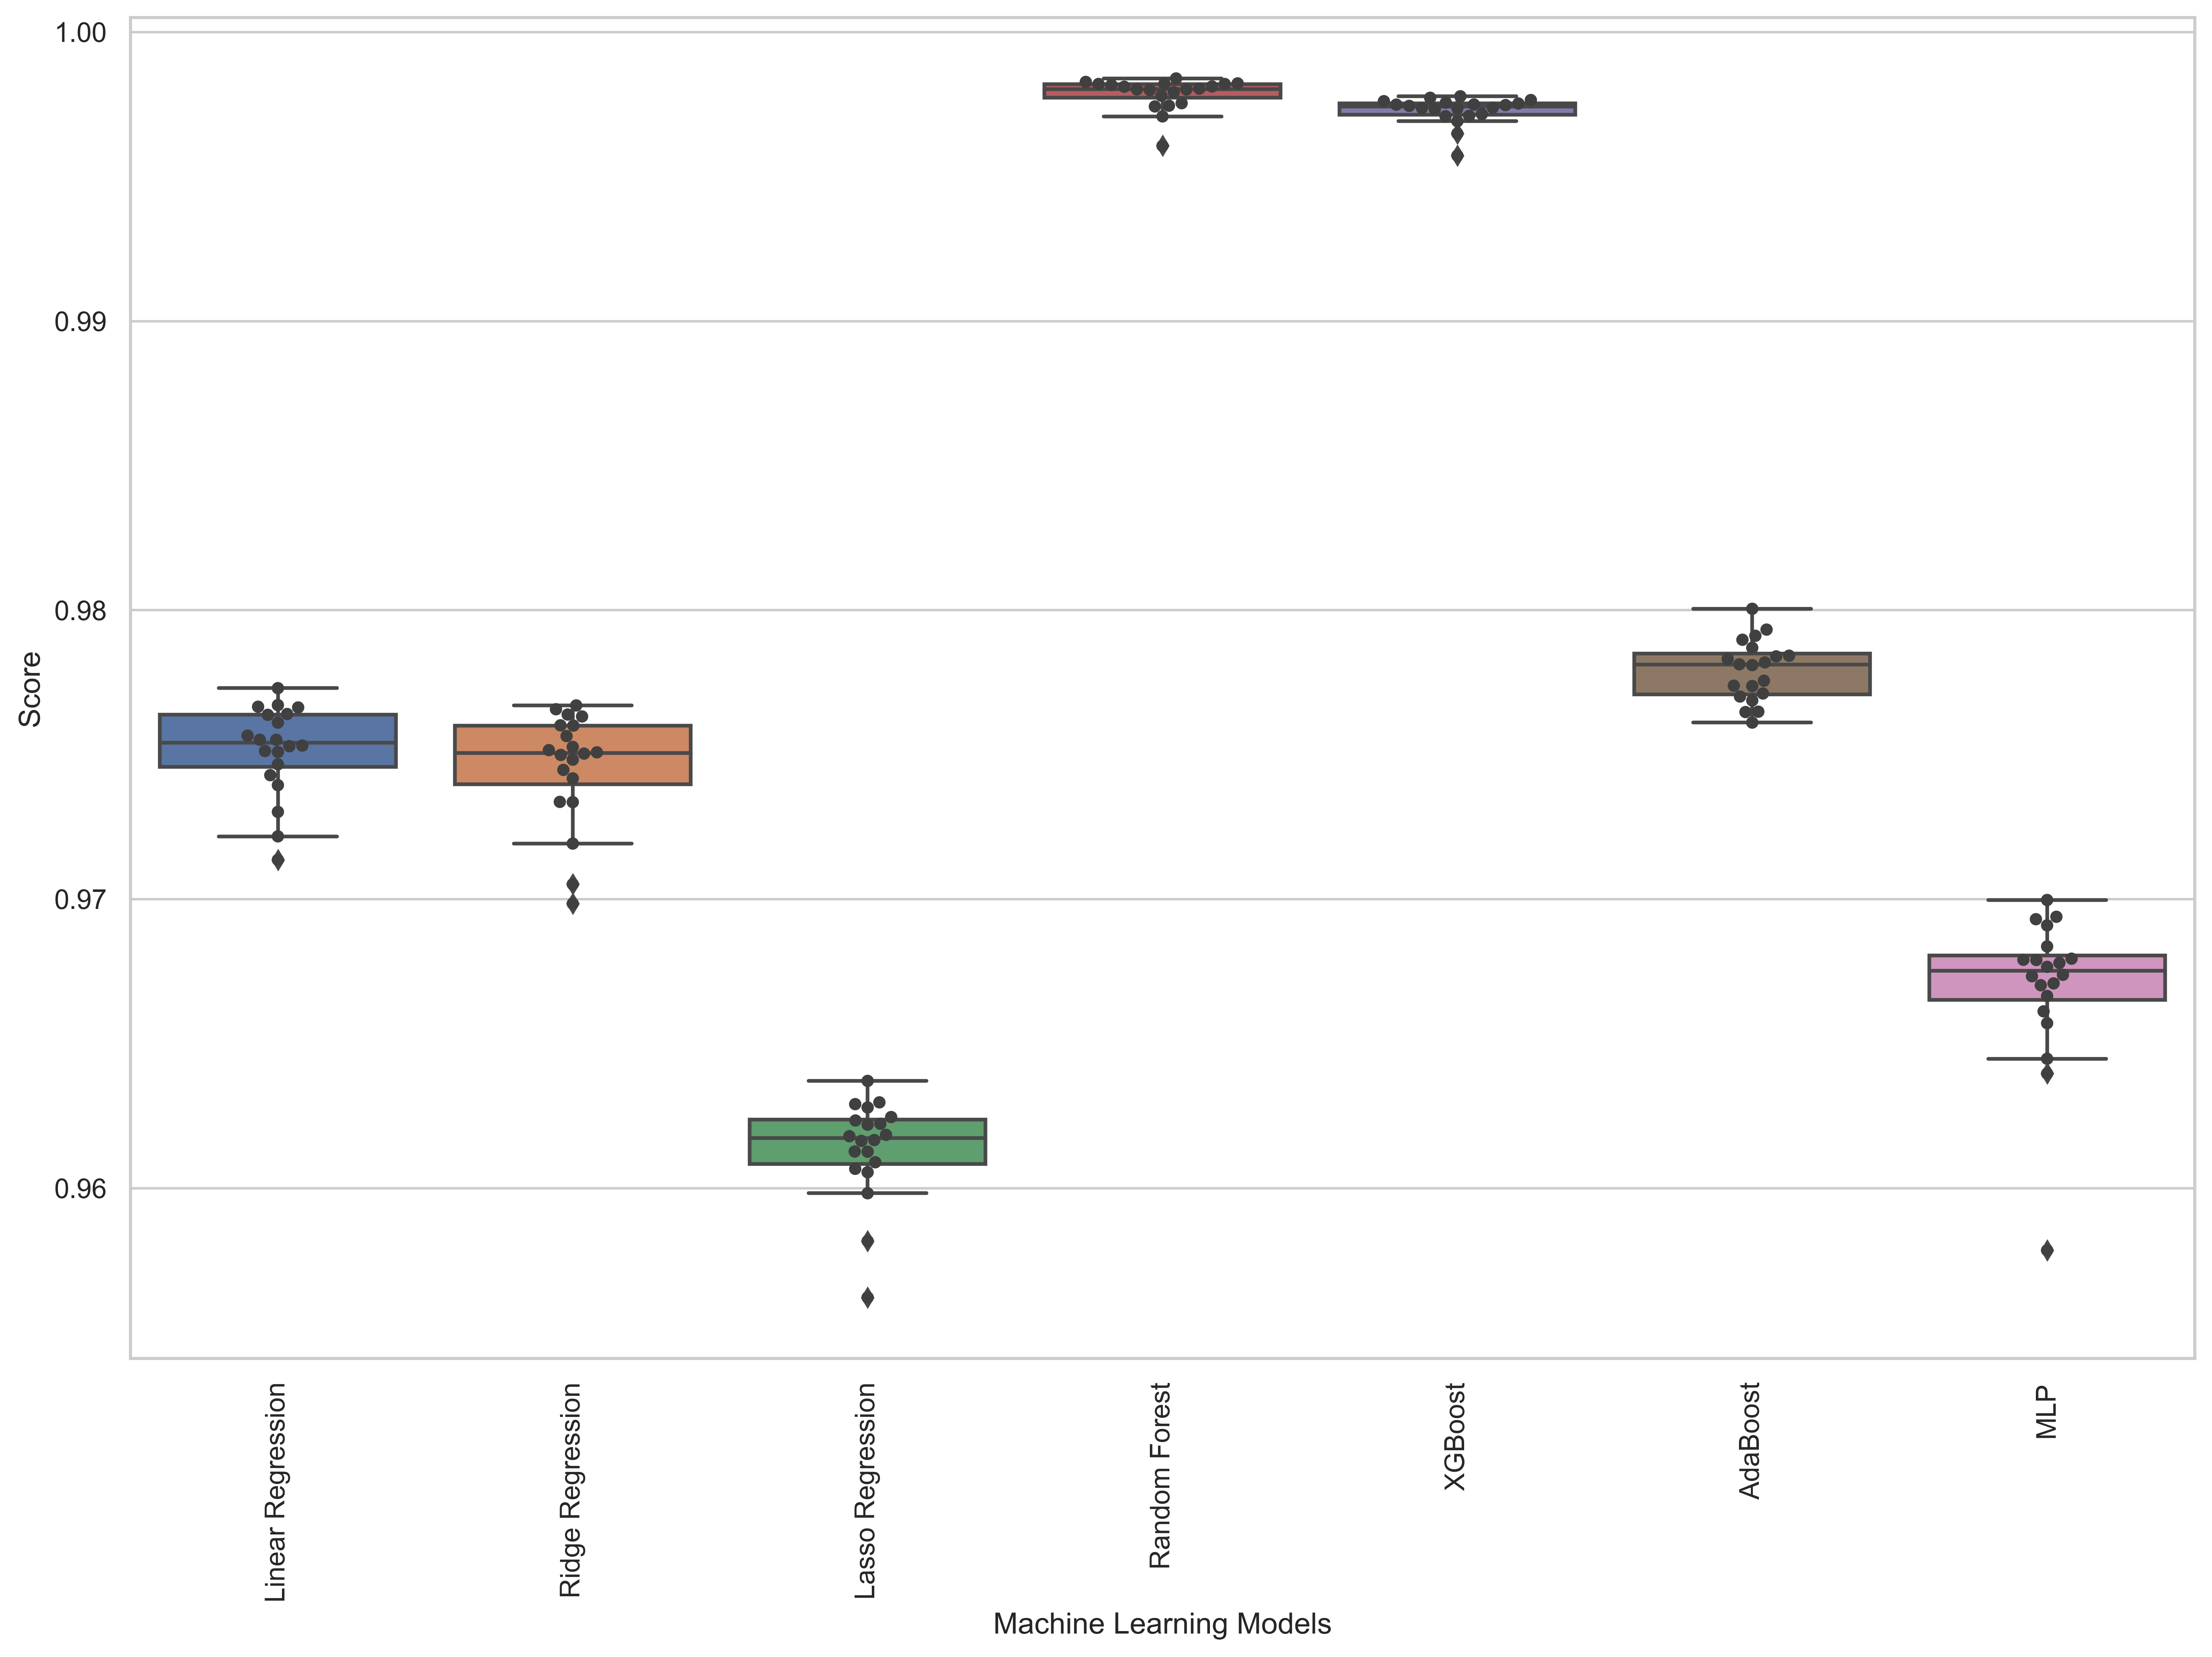 1.00
0.99
0.98
0.97
0.96
Score
Linear Regression
Ridge Regression
Lasso Regression
Random Forest
XGBoost
AdaBoost
MLP
Machine Learning Models